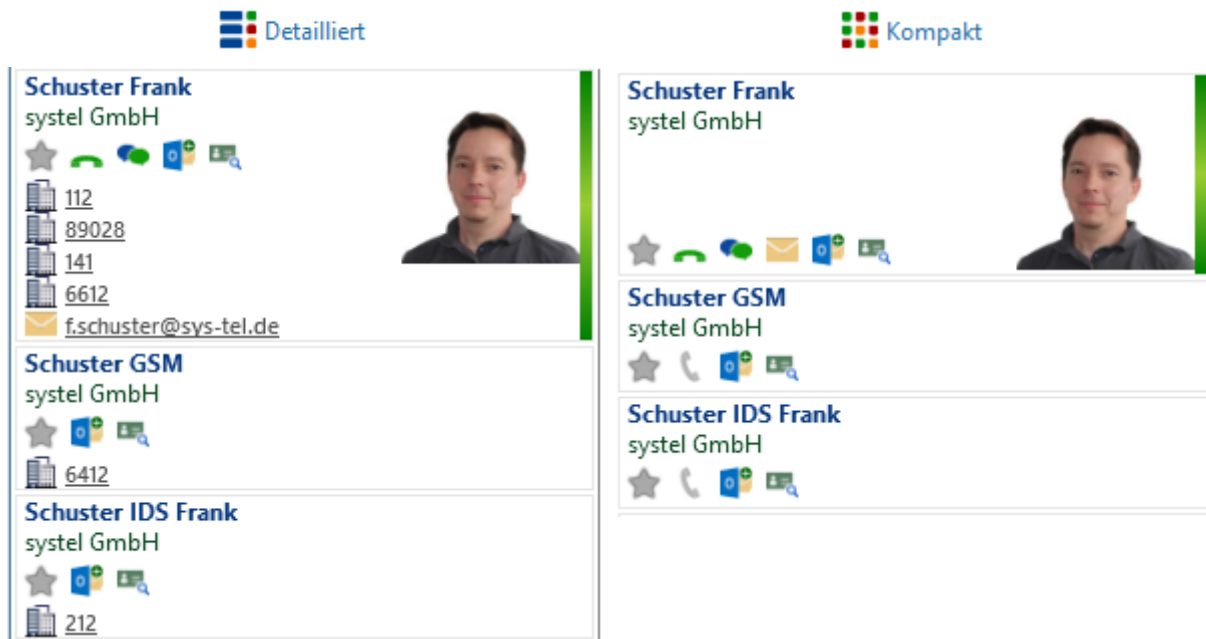 Detailliert
Schuster Frank
systel GmbH
112
89028
141
6612
f.schuster@sys-tel.de
Schuster GSM
systel GmbH
6412
Schuster IDS Frank
systel GmbH
212
Kompakt
Schuster Frank
systel GmbH
Schuster GSM
systel GmbH
Schuster IDS Frank
systel GmbH